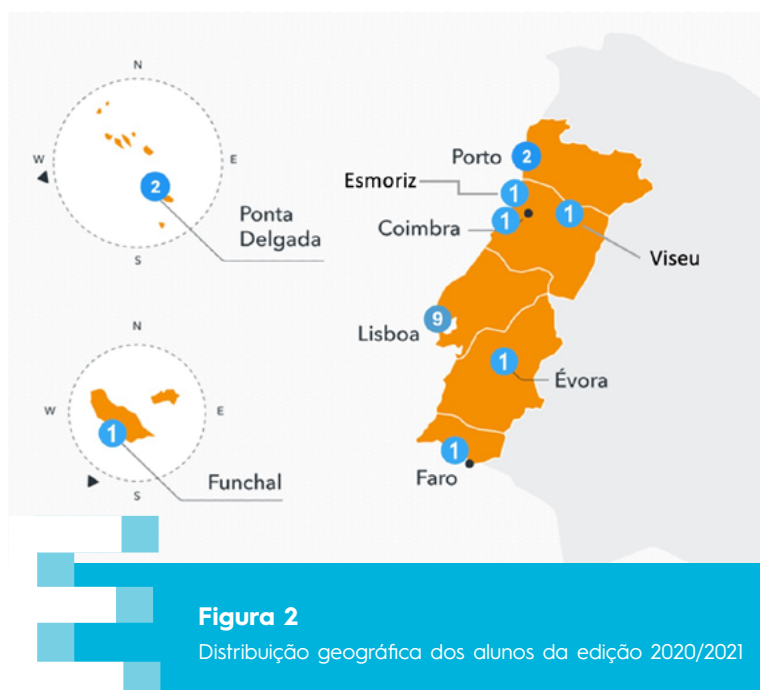 N
W
E
2
Ponta
Delgada
S
N
W
E
1
Funchal
S
Porto
2
Esmoriz
1
Coimbra
1
1
Viseu
9
Lisboa
1
Évora
1
Faro
Figura 2
Distribuição geográfica dos alunos da edição 2020/2021